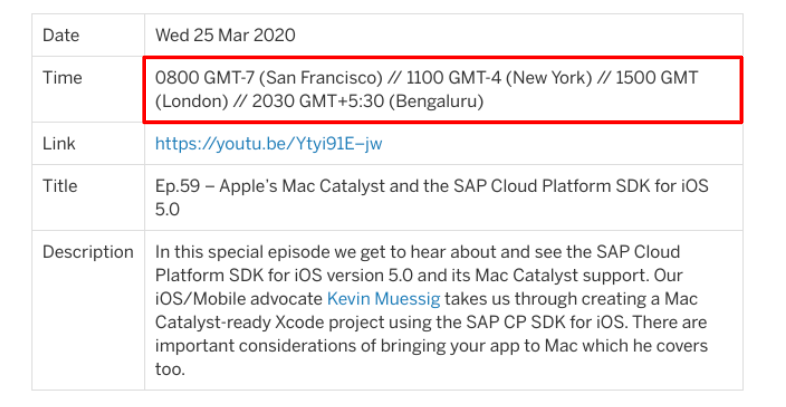 Date Wed 25 Mar 2020
Time 0800 GMT-7 (San Francisco) // 1100 GMT-4 (New York) // 1500 GMT
(London) // 2030 GMT+5:30 (Bengaluru)
Link https://youtu.be/Ytyi91E–jw
Title Ep.59 – Apple's Mac Catalyst and the SAP Cloud Platform SDK for iOS
5.0
Description In this special episode we get to hear about and see the SAP Cloud
Platform SDK for iOS version 5.0 and its Mac Catalyst support. Our
iOS/Mobile advocate Kevin Muessig takes us through creating a Mac
Catalyst-ready Xcode project using the SAP CP SDK for iOS. There are
important considerations of bringing your app to Mac which he covers
too.